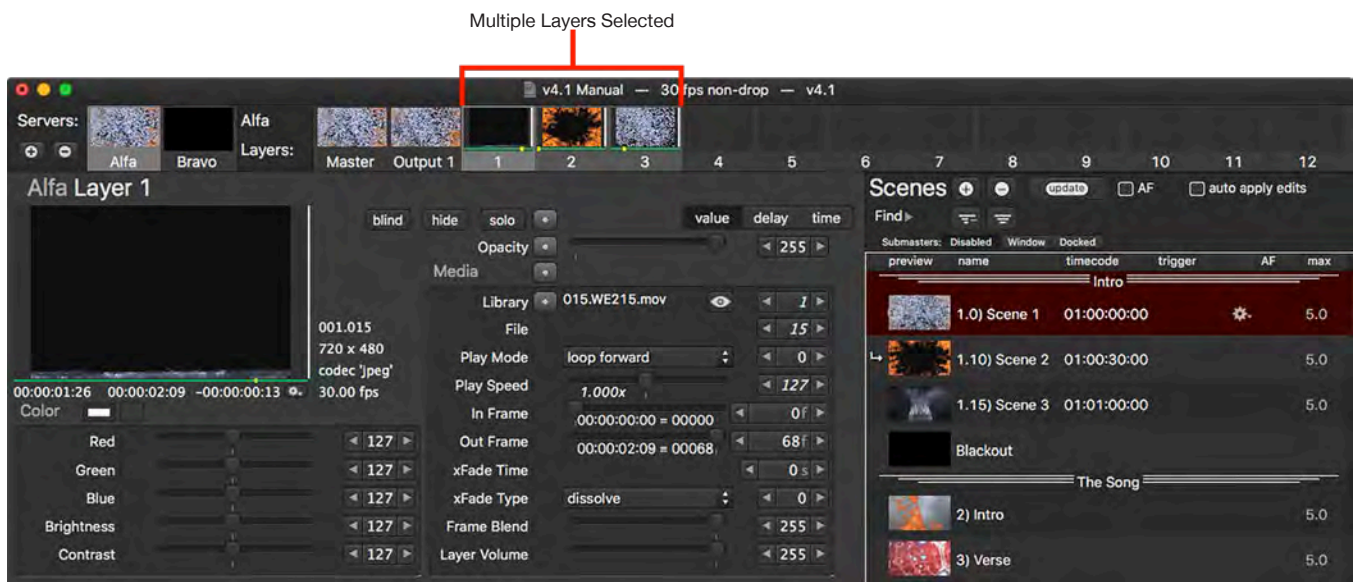 Multiple Layers Selected
v4.1 Manual — 30 fps non-drop — v4.1
Servers:
Alfa
Bravo
Alfa
Layers:
Master
Output 1
1
2
3
4
5
6
7
8
9
10
11
12
Alfa Layer 1
001.015
720 x 480
codec 'jpeg'
30.00 fps
00:00:01:26 00:00:02:09 -00:00:00:13
Color
Red 127
Green 127
Blue 127
Brightness 127
Contrast 127
blind hide solo value delay time
Opacity 255
Media
Library 015.WE215.mov 1
File 15
Play Mode loop forward 0
Play Speed 1.000x 127
In Frame 00:00:00:00 = 00000 0f
Out Frame 00:00:02:09 = 00068 68f
xFade Time 0 s
xFade Type dissolve 0
Frame Blend 255
Layer Volume 255
Scenes update AF auto apply edits
Find
Submasters: Disabled Window Docked
preview name timecode trigger AF max
Intro
1.0) Scene 1 01:00:00:00 5.0
1.10) Scene 2 01:00:30:00 5.0
1.15) Scene 3 01:01:00:00 5.0
Blackout
The Song
2) Intro 5.0
3) Verse 5.0